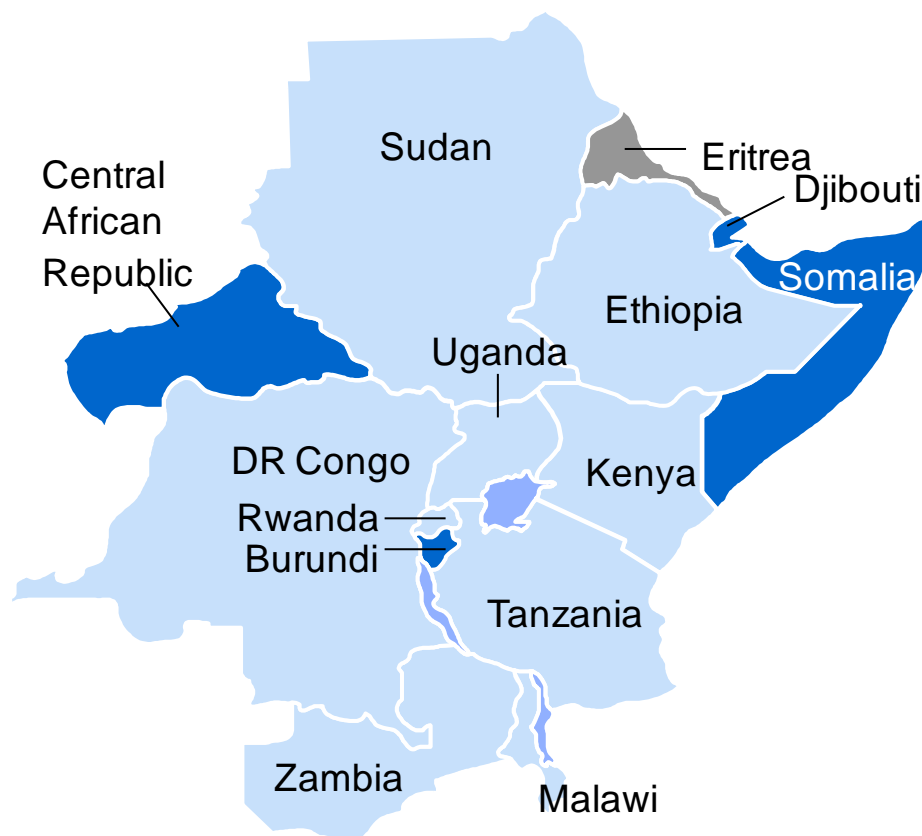 Sudan
Eritrea
Central
African
Republic
Djibouti
Somalia
Ethiopia
Uganda
DR Congo
Kenya
Rwanda
Burundi
Tanzania
Zambia
Malawi